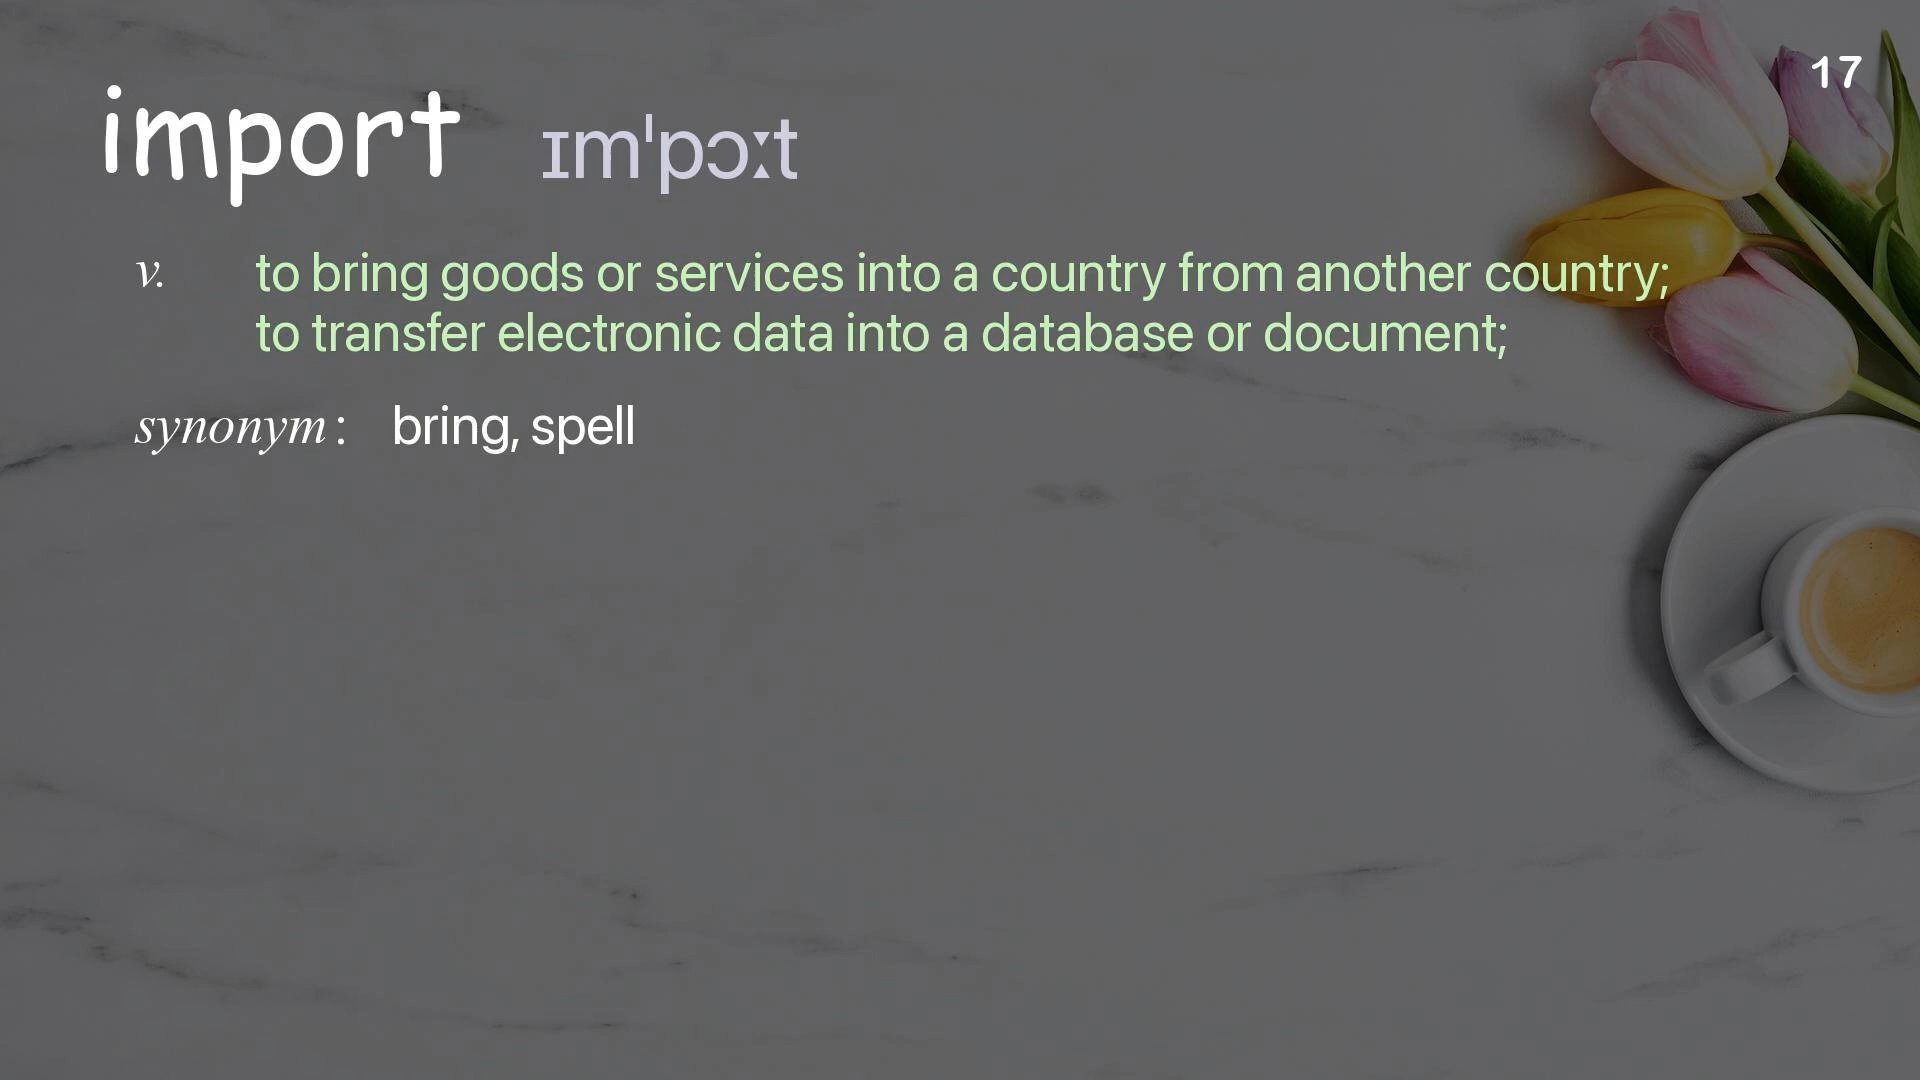 17
import ɪmˈpɔːt
v. to bring goods or services into a country from another country;
to transfer electronic data into a database or document;
synonym: bring, spell